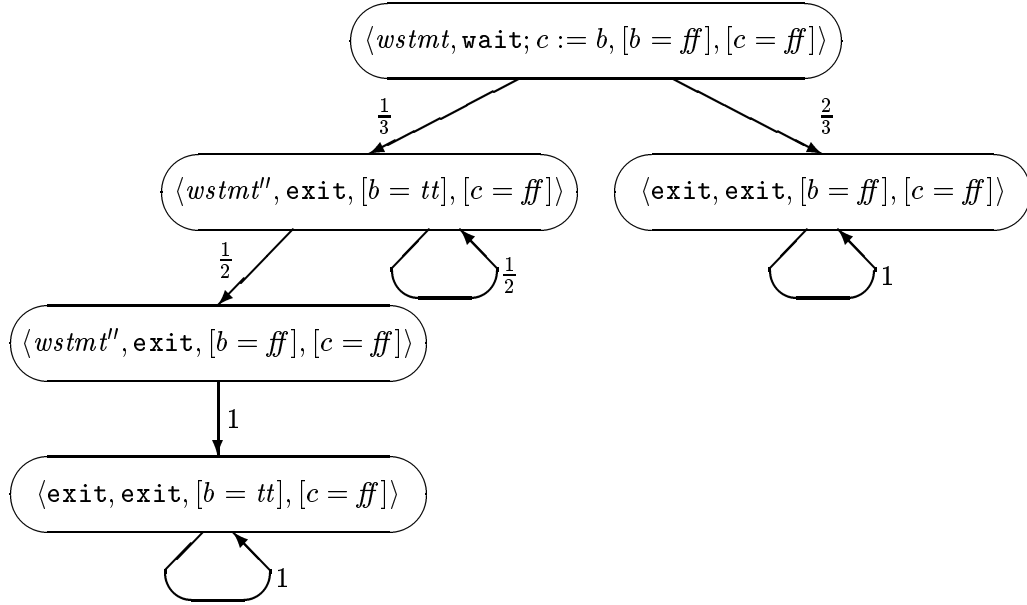 ⟨wstmt, wait; c := b, [b = ff], [c = ff]⟩
1/3 2/3
⟨wstmt′′, exit, [b = tt], [c = ff]⟩ ⟨exit, exit, [b = ff], [c = ff]⟩
1/2 1/2 1
⟨wstmt′′, exit, [b = ff], [c = ff]⟩
1
⟨exit, exit, [b = tt], [c = ff]⟩
1